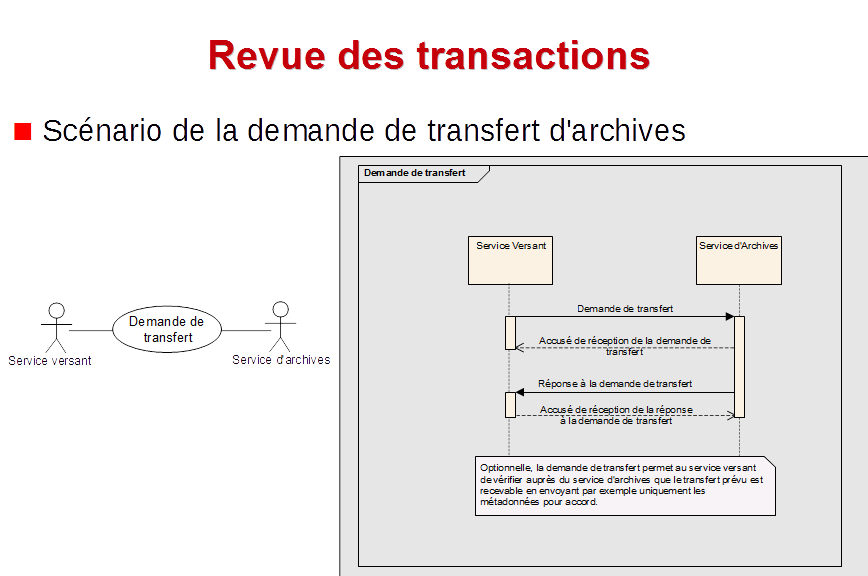 Revue des transactions
Scénario de la demande de transfert d'archives
Demande de transfert
Service Versant
Service d'Archives
Demande de transfert
Accusé de réception de la demande de
transfert
Réponse à la demande de transfert
Accusé de réception de la réponse
à la demande de transfert
Optionnelle, la demande de transfert permet au service versant
de vérifier auprès du service d'archives que le transfert prévu est
recevable en envoyant par exemple uniquement les
métadonnées pour accord.
Demande de
transfert
Service versant
Service d'archives